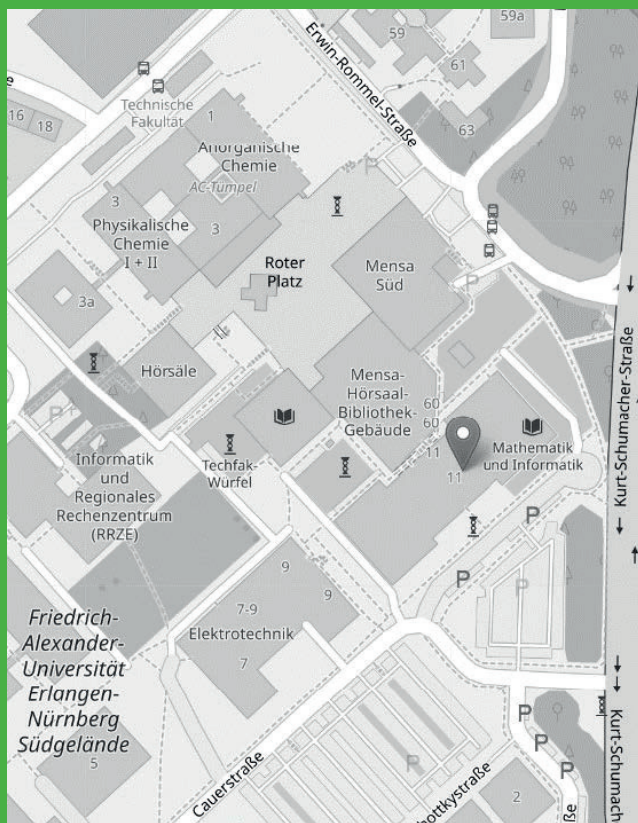 59a
59
61
63
Erwin-Rommel-Straße
16
18
Technische
Fakultät
1
Anorganische
Chemie
AC-Tümpel
3
3
Physikalische
Chemie
I + II
P
Roter
Platz
Mensa
Süd
P
3a
Hörsäle
Mensa-
Hörsaal-
Bibliothek-
Gebäude
60
60
11
11
Mathematik
und Informatik
Kurt-Schumacher-Straße
P
Techfak-
Würfel
Informatik
und
Regionales
Rechenzentrum
(RRZE)
P
P
P
9
9
7-9
Elektrotechnik
7
Friedrich-
Alexander-
Universität
Erlangen-
Nürnberg
Südgelände
5
Cauerstraße
P
P
P
P
2
Kurt-Schumach